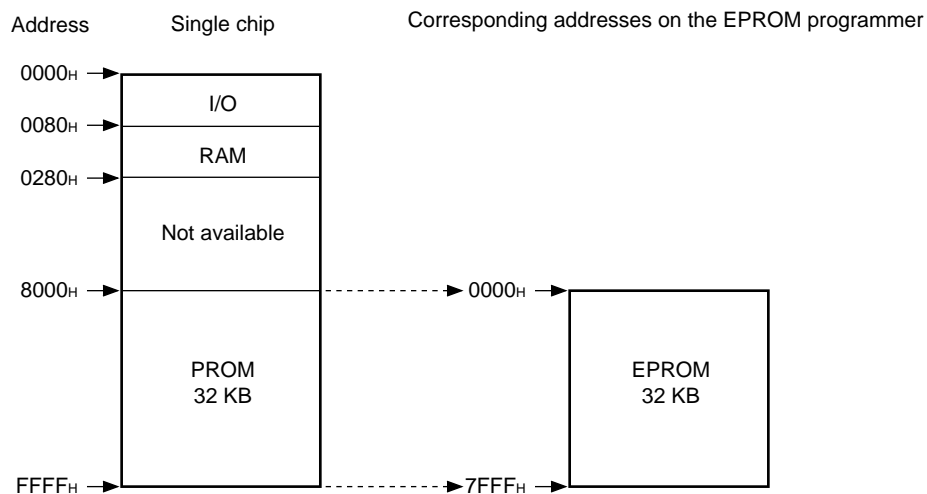 Address Single chip Corresponding addresses on the EPROM programmer
0000H
I/O
0080H
RAM
0280H
Not available
8000H 0000H
PROM EPROM
32 KB 32 KB
FFFFH 7FFFH